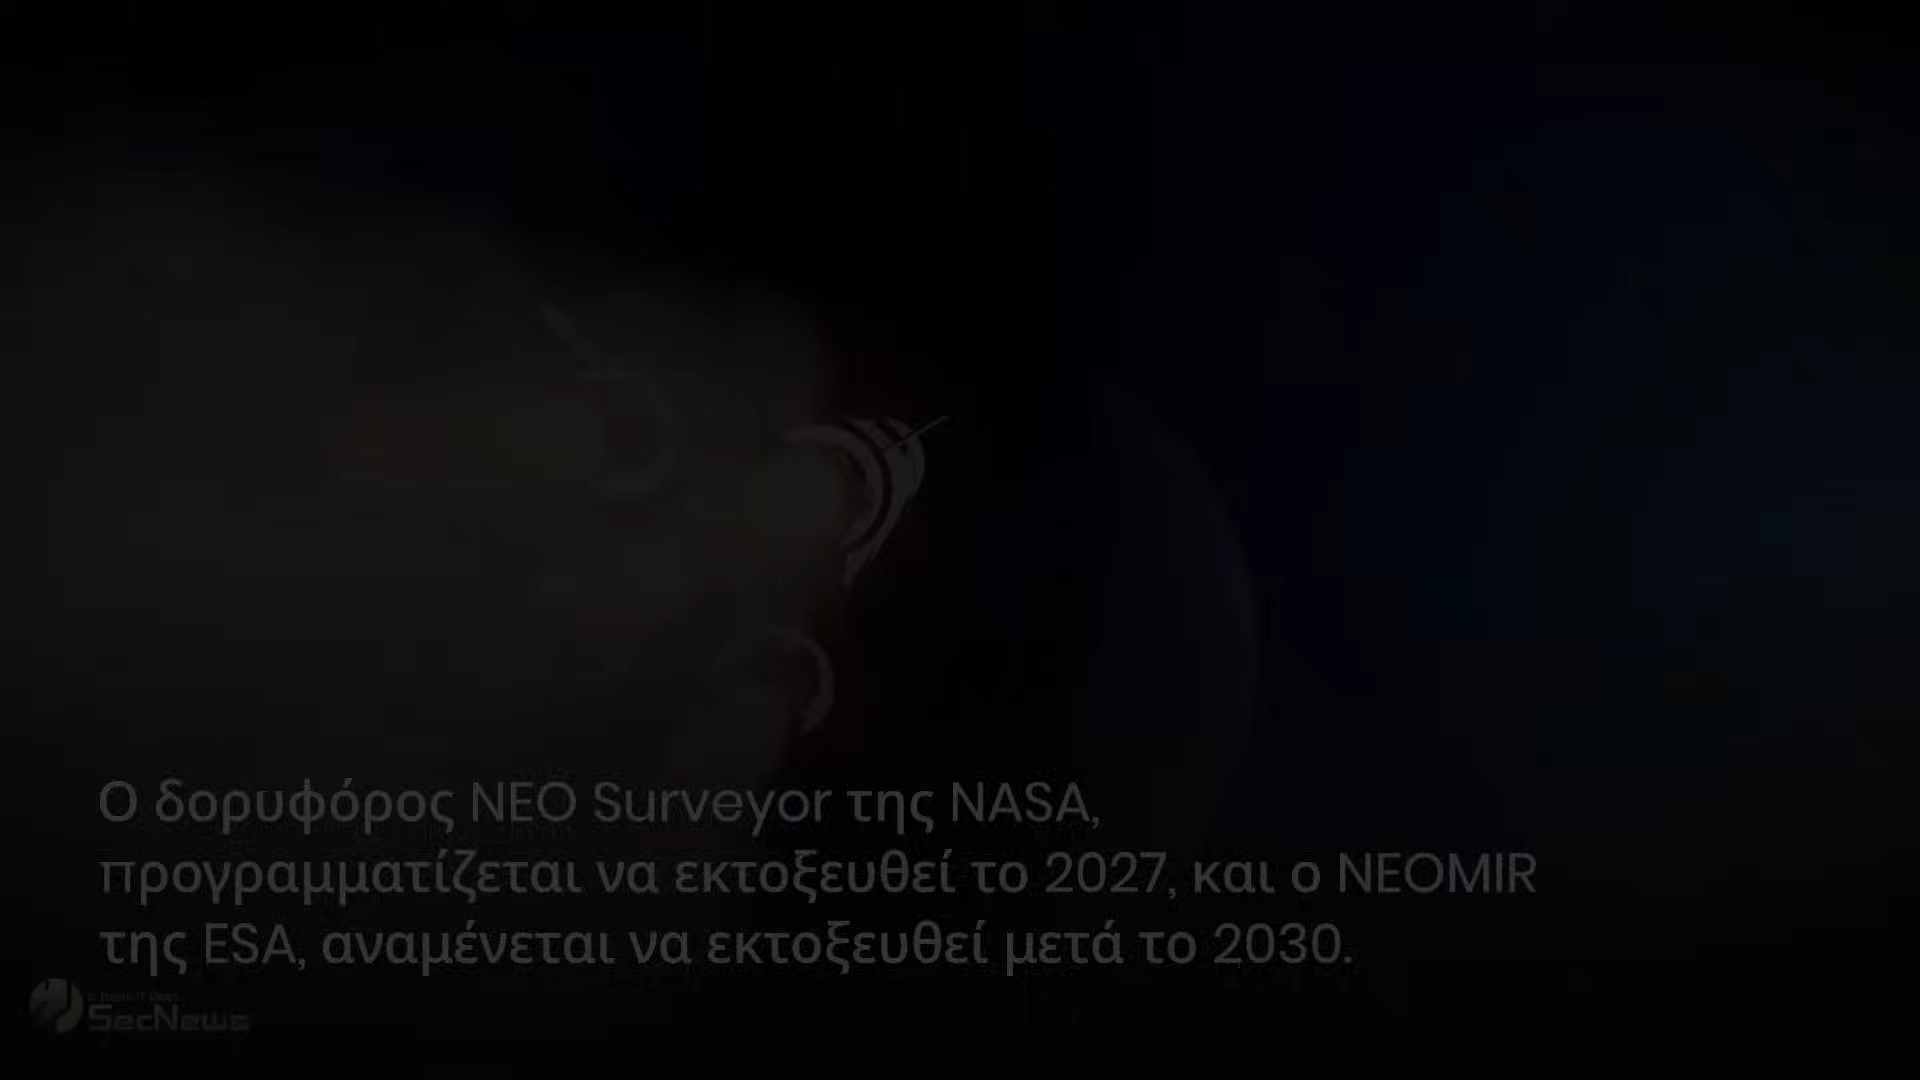 Ο δορυφόρος NEO Surveyor της NASA,
προγραμματίζεται να εκτοξευθεί το 2027, και ο NEOMIR
της ESA, αναμένεται να εκτοξευθεί μετά το 2030.
SecNews